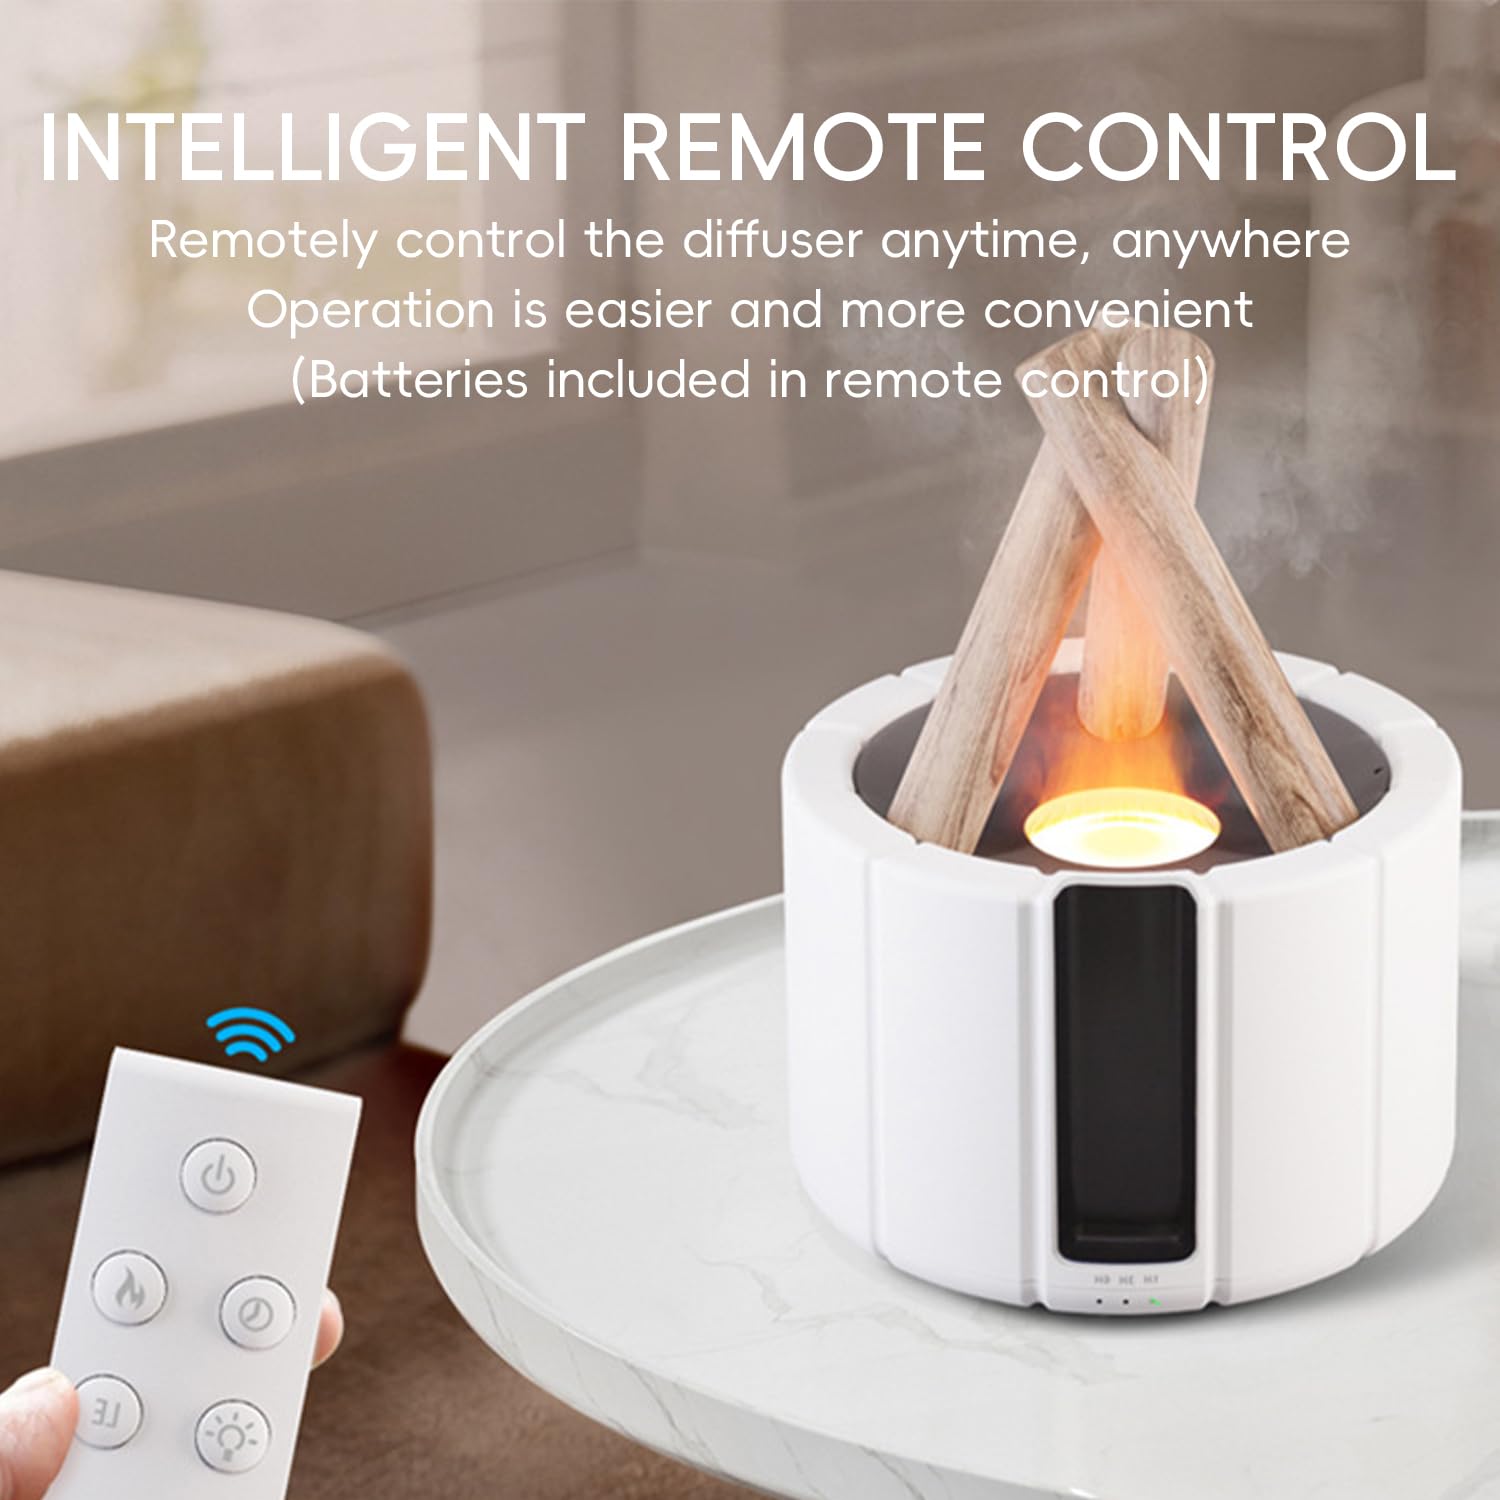 INTELLIGENT REMOTE CONTROL
Remotely control the diffuser anytime, anywhere
Operation is easier and more convenient
(Batteries included in remote control)